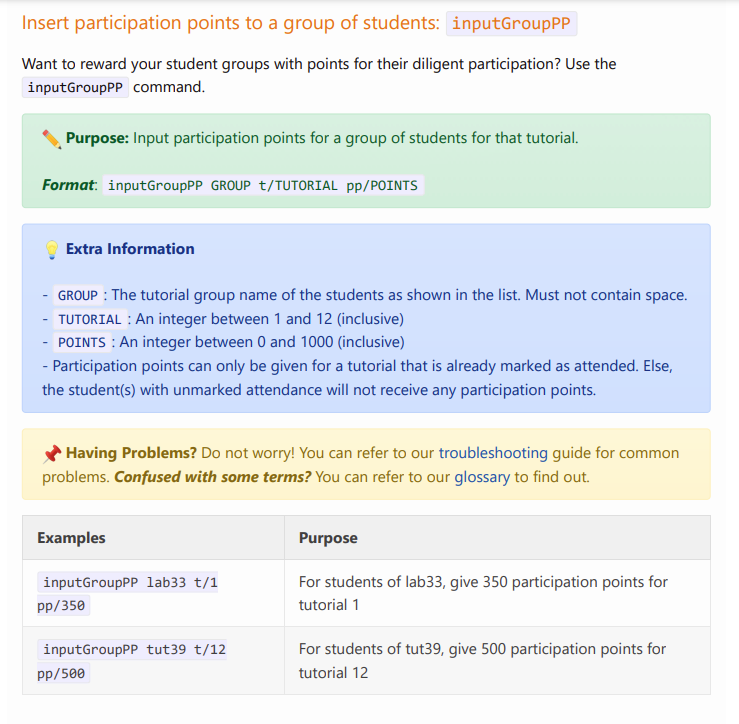 Insert participation points to a group of students: inputGroupPP
Want to reward your student groups with points for their diligent participation? Use the
inputGroupPP command.
Purpose: Input participation points for a group of students for that tutorial.
Format: inputGroupPP GROUP t/TUTORIAL pp/POINTS
Extra Information
- GROUP : The tutorial group name of the students as shown in the list. Must not contain space.
- TUTORIAL : An integer between 1 and 12 (inclusive)
- POINTS : An integer between 0 and 1000 (inclusive)
- Participation points can only be given for a tutorial that is already marked as attended. Else,
the student(s) with unmarked attendance will not receive any participation points.
Having Problems? Do not worry! You can refer to our troubleshooting guide for common
problems. Confused with some terms? You can refer to our glossary to find out.
Examples Purpose
inputGroupPP lab33 t/1
pp/350
For students of lab33, give 350 participation points for
tutorial 1
inputGroupPP tut39 t/12
pp/500
For students of tut39, give 500 participation points for
tutorial 12